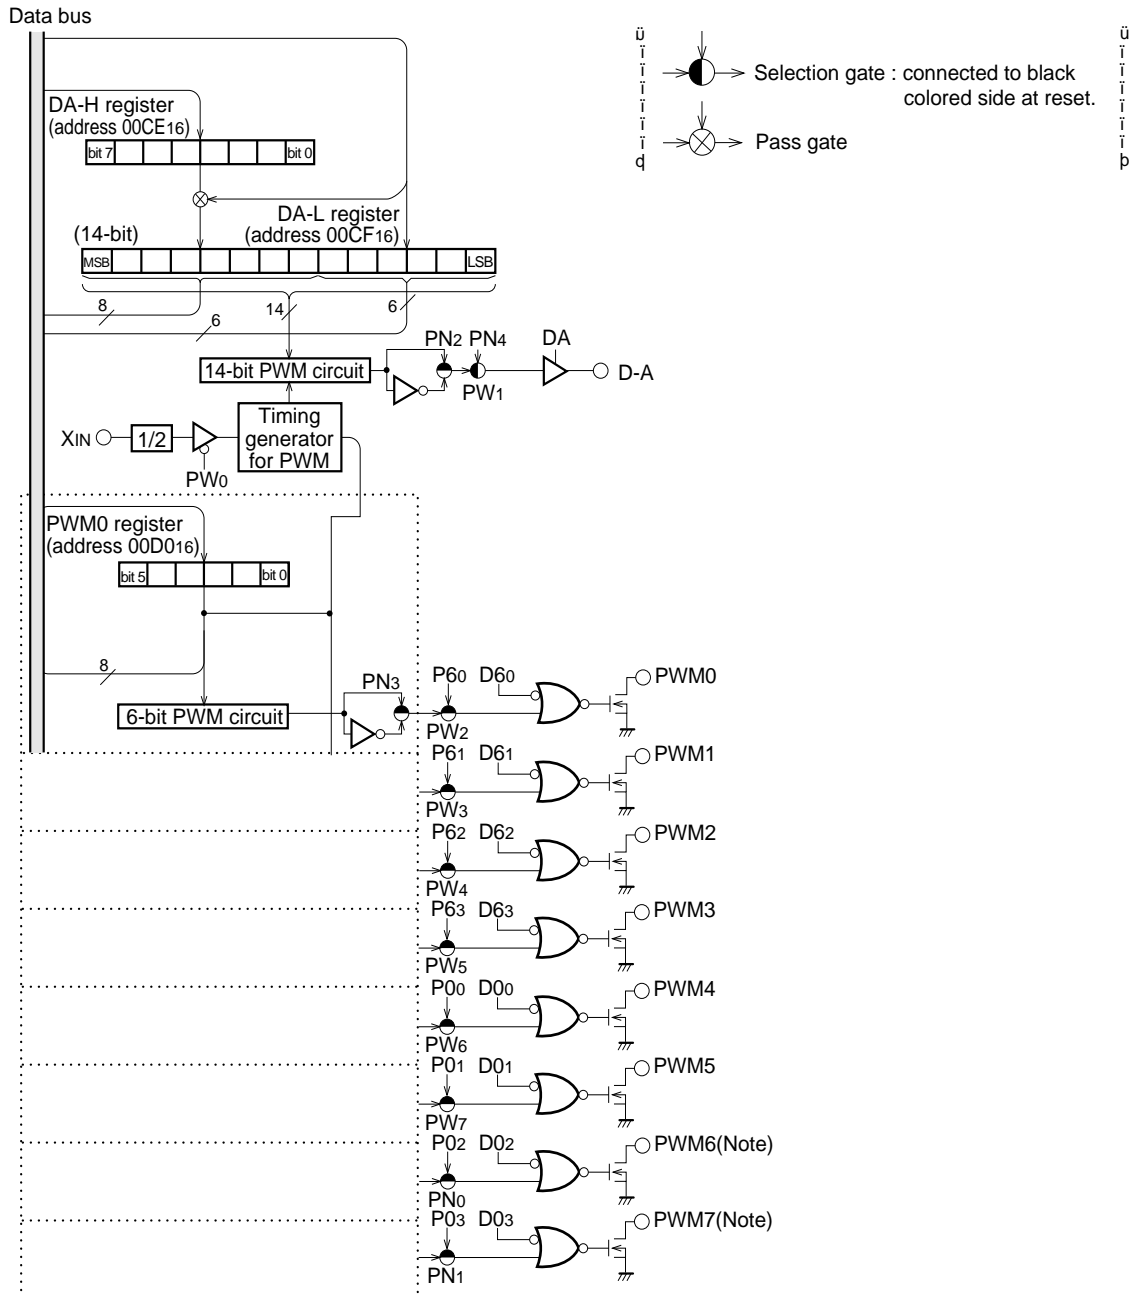 Data bus
ü ü
ï ï
ï ï
ï ï
ï ï
ï ï
ï ï
þ
Selection gate : connected to black
colored side at reset.
Pass gate
DA-H register
(address 00CE16)
bit 7 bit 0
DA-L register
(14-bit) (address 00CF16)
MSB LSB
8 14 6
6
PN2 PN4 DA
14-bit PWM circuit D-A
PW1
XIN 1/2 Timing
generator
for PWM
PW0
PWM0 register
(address 00D016)
bit 5 bit 0
8
PN3 P60 D60 PWM0
6-bit PWM circuit
PW2
P61 D61 PWM1
PW3
P62 D62 PWM2
PW4
P63 D63 PWM3
PW5
P00 D00 PWM4
PW6
P01 D01 PWM5
PW7
P02 D02 PWM6(Note)
PN0
P03 D03 PWM7(Note)
PN1